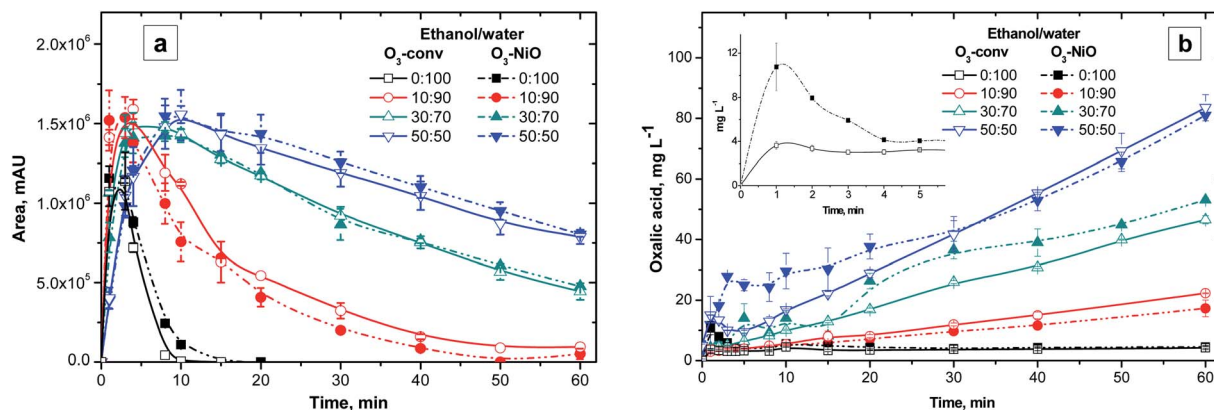 a
Ethanol/water
O₃-conv O₃-NiO
0:100 0:100
10:90 10:90
30:70 30:70
50:50 50:50
2.0x10⁶
1.5x10⁶
1.0x10⁶
5.0x10⁵
0.0
Area, mAU
0 10 20 30 40 50 60
Time, min
b
Ethanol/water
O₃-conv O₃-NiO
0:100 0:100
10:90 10:90
30:70 30:70
50:50 50:50
100
80
60
40
20
0
Oxalic acid, mg L⁻¹
0 10 20 30 40 50 60
Time, min
12
8
4
0
mg L⁻¹
0 1 2 3 4 5
Time, min